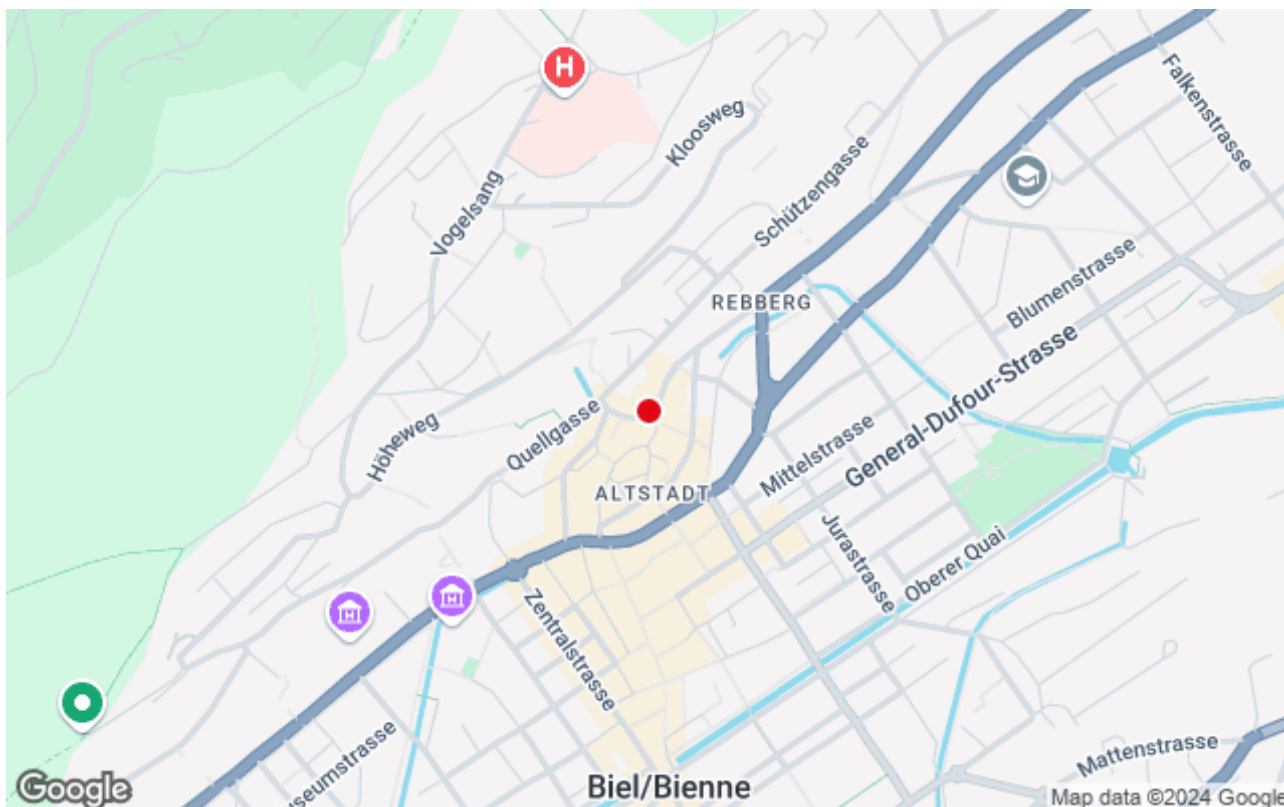 H
Falkenstrasse
Kloosweg
Schützengasse
Vogelsang
Blumenstrasse
REBBERG
General-Dufour-Strasse
Höheweg
Quellgasse
Mittelstrasse
ALTSTADT
Jurastrasse
Oberer Quai
Zentralstrasse
useumstrasse
Mattenstrasse
Biel/Bienne
Google
Map data ©2024 Google